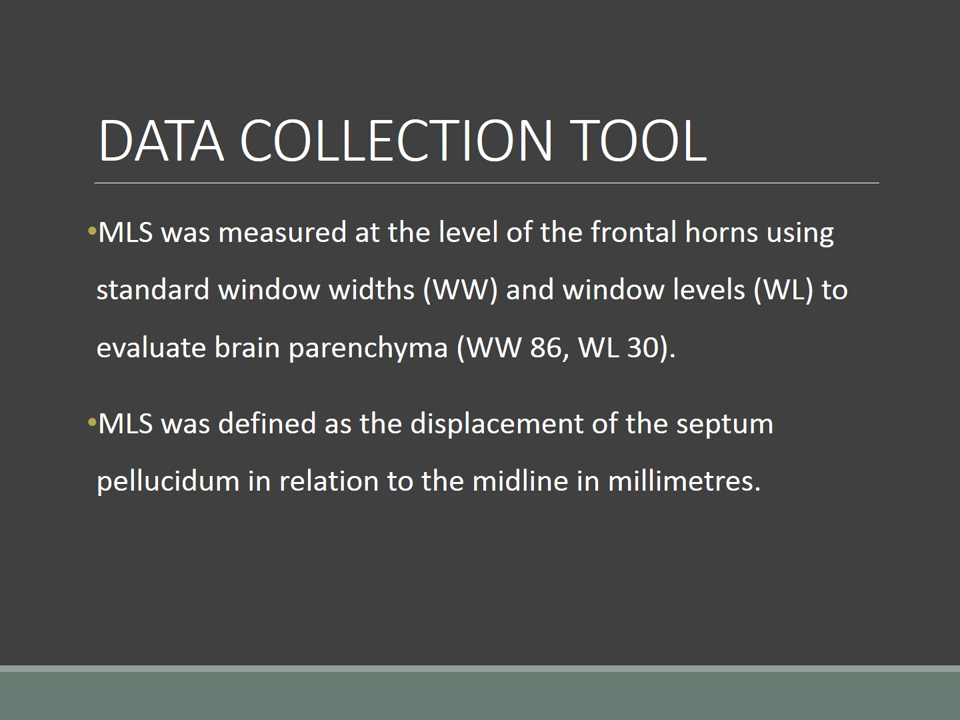 DATA COLLECTION TOOL
•MLS was measured at the level of the frontal horns using
standard window widths (WW) and window levels (WL) to
evaluate brain parenchyma (WW 86, WL 30).
•MLS was defined as the displacement of the septum
pellucidum in relation to the midline in millimetres.